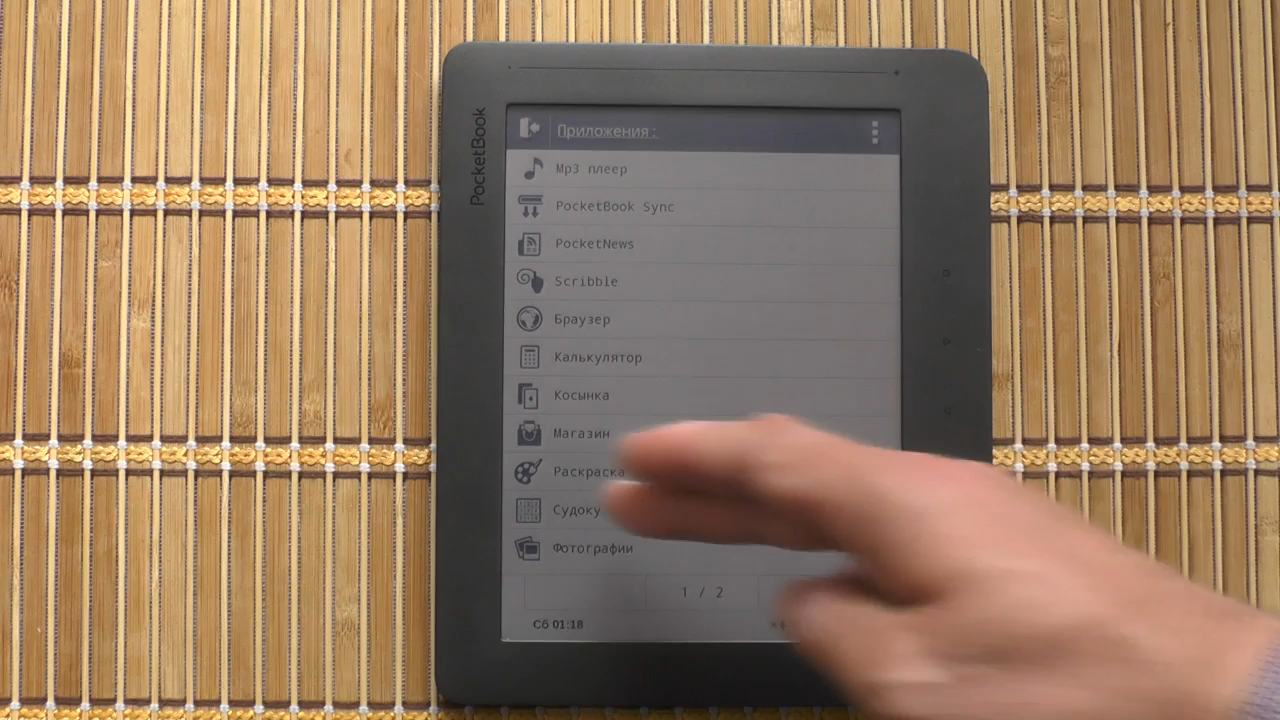 PocketBook
Приложения:
Mp3 плеер
PocketBook Sync
PocketNews
Scribble
Браузер
Калькулятор
Косынка
Магазин
Раскраска
Судоку
Фотографии
1 / 2
Сб 01:18